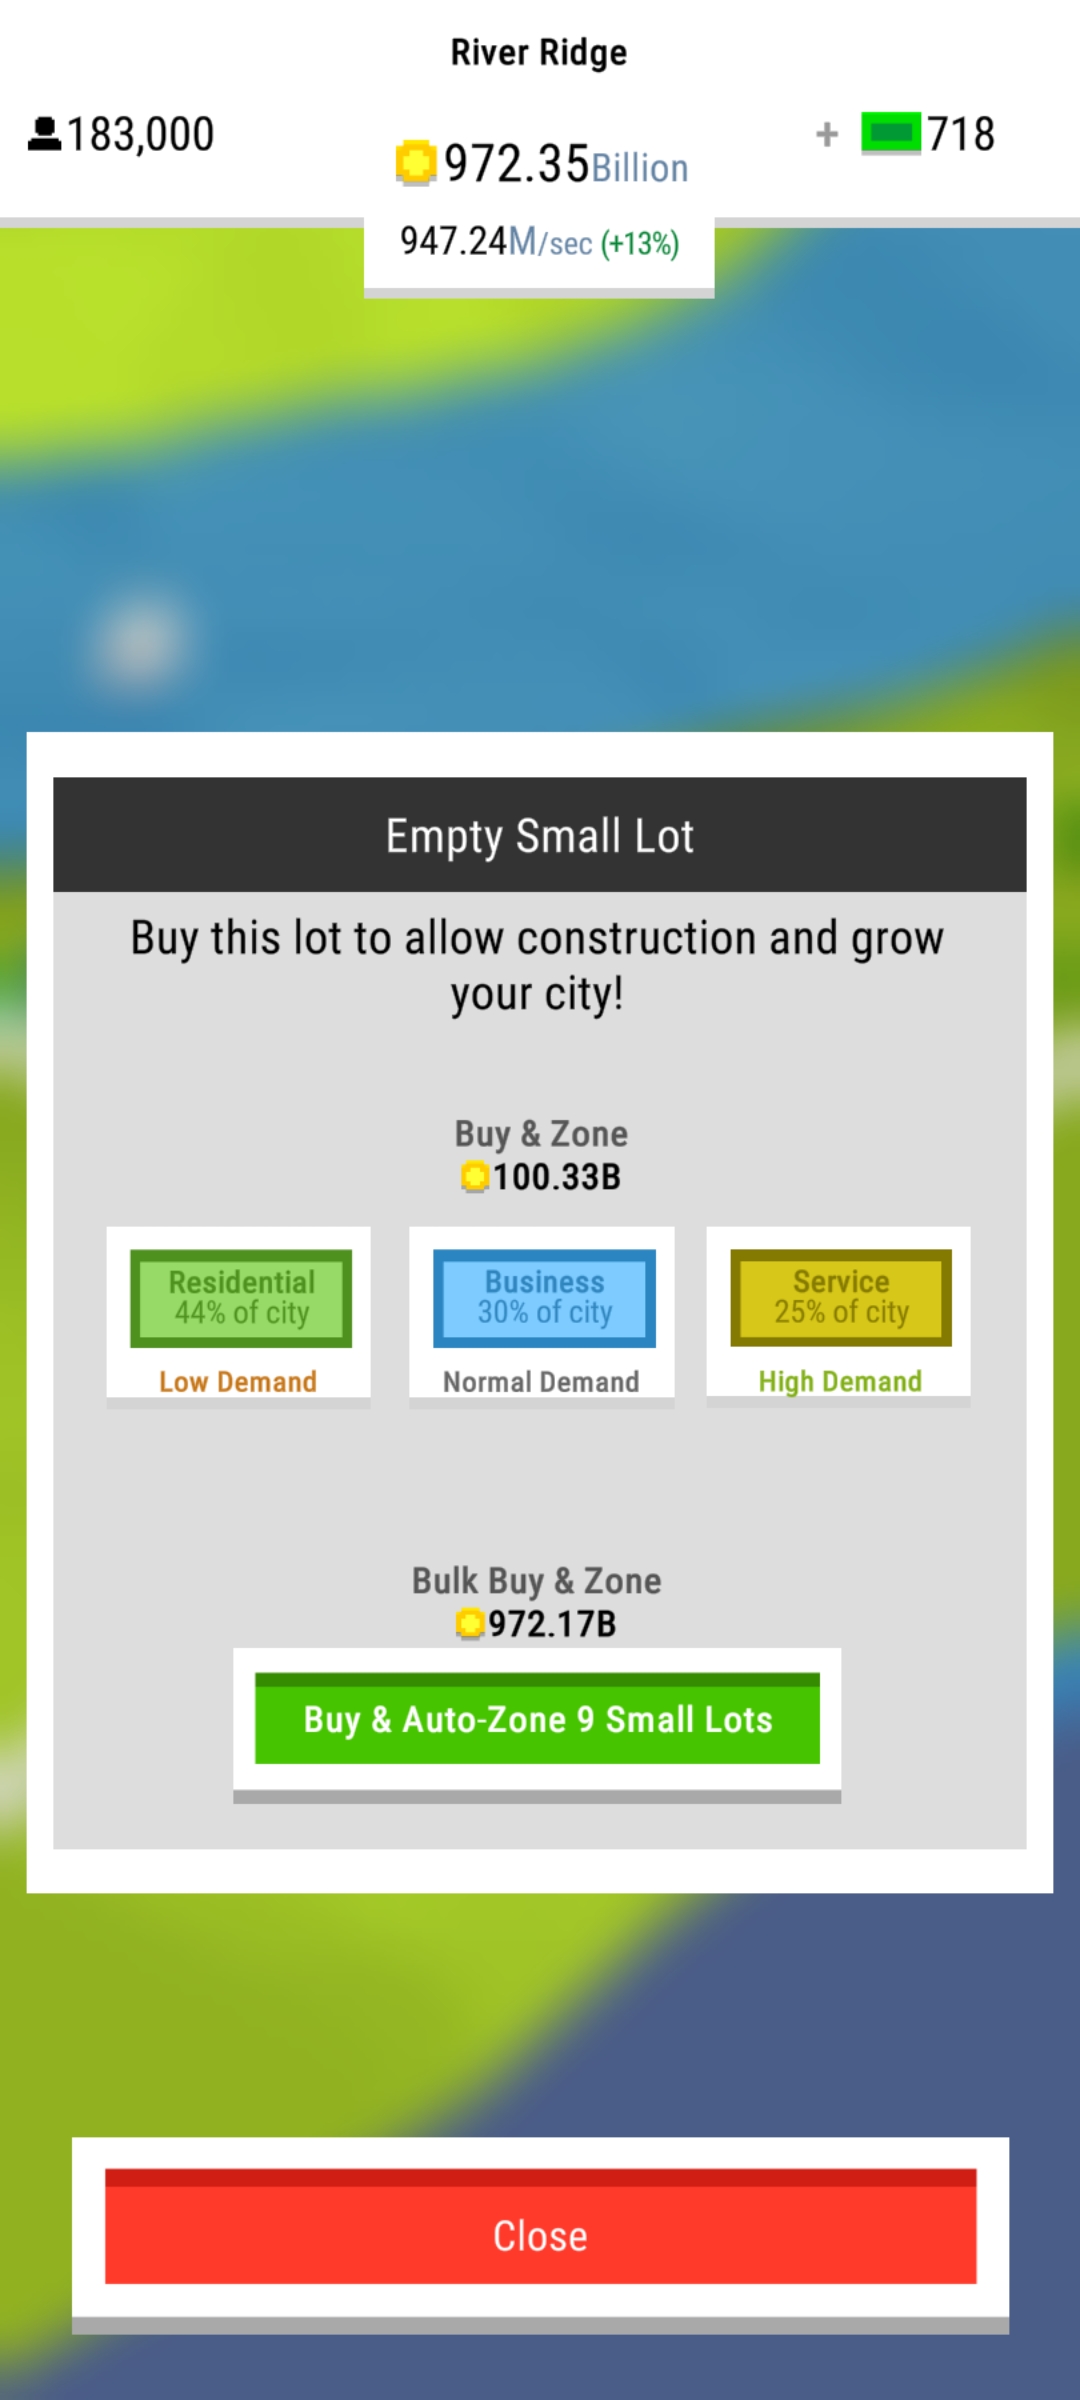 River Ridge
183,000
972.35Billion
+ 718
947.24M/sec (+13%)
Empty Small Lot
Buy this lot to allow construction and grow
your city!
Buy & Zone
100.33B
Residential
44% of city
Low Demand
Business
30% of city
Normal Demand
Service
25% of city
High Demand
Bulk Buy & Zone
972.17B
Buy & Auto-Zone 9 Small Lots
Close